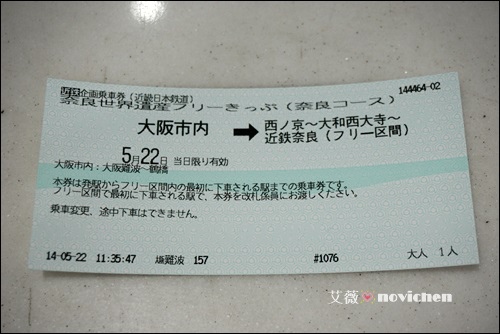 近鉄企画乗車券（近畿日本鉄道）
144464-02
奈良世界遺産フリーきっぷ（奈良コース）
大阪市内 ➡ 西ノ京～大和西大寺～
近鉄奈良（フリー区間）
5月22日 当日限り有効
大阪市内：大阪難波～鶴橋
本券は発駅からフリー区間内の最初に下車される駅までの乗車券です。
フリー区間で最初に下車される駅で、本券を改札係員にお渡しください。
乗車変更、途中下車はできません。
14-05-22 11:35:47 難波 157 #1076 大人 1人
艾薇♥novichen